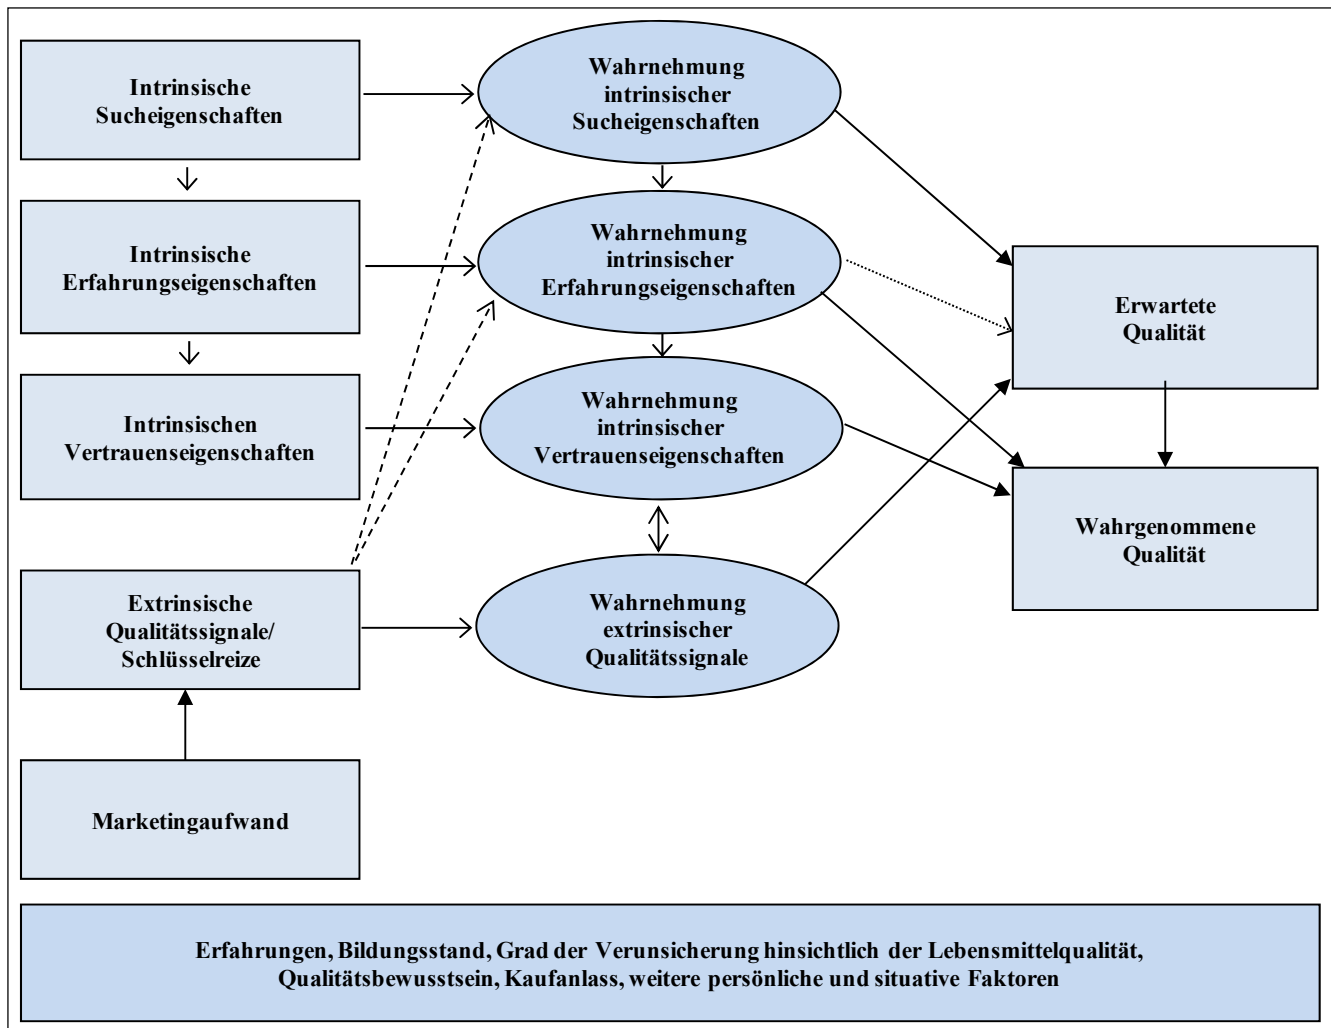 Intrinsische
Sucheigenschaften
Wahrnehmung
intrinsischer
Sucheigenschaften
Intrinsische
Erfahrungseigenschaften
Wahrnehmung
intrinsischer
Erfahrungseigenschaften
Erwartete
Qualität
Intrinsischen
Vertrauenseigenschaften
Wahrnehmung
intrinsischer
Vertrauenseigenschaften
Wahrgenommene
Qualität
Extrinsische
Qualitätssignale/
Schlüsselreize
Wahrnehmung
extrinsischer
Qualitätssignale
Marketingaufwand
Erfahrungen, Bildungsstand, Grad der Verunsicherung hinsichtlich der Lebensmittelqualität,
Qualitätsbewusstsein, Kaufanlass, weitere persönliche und situative Faktoren